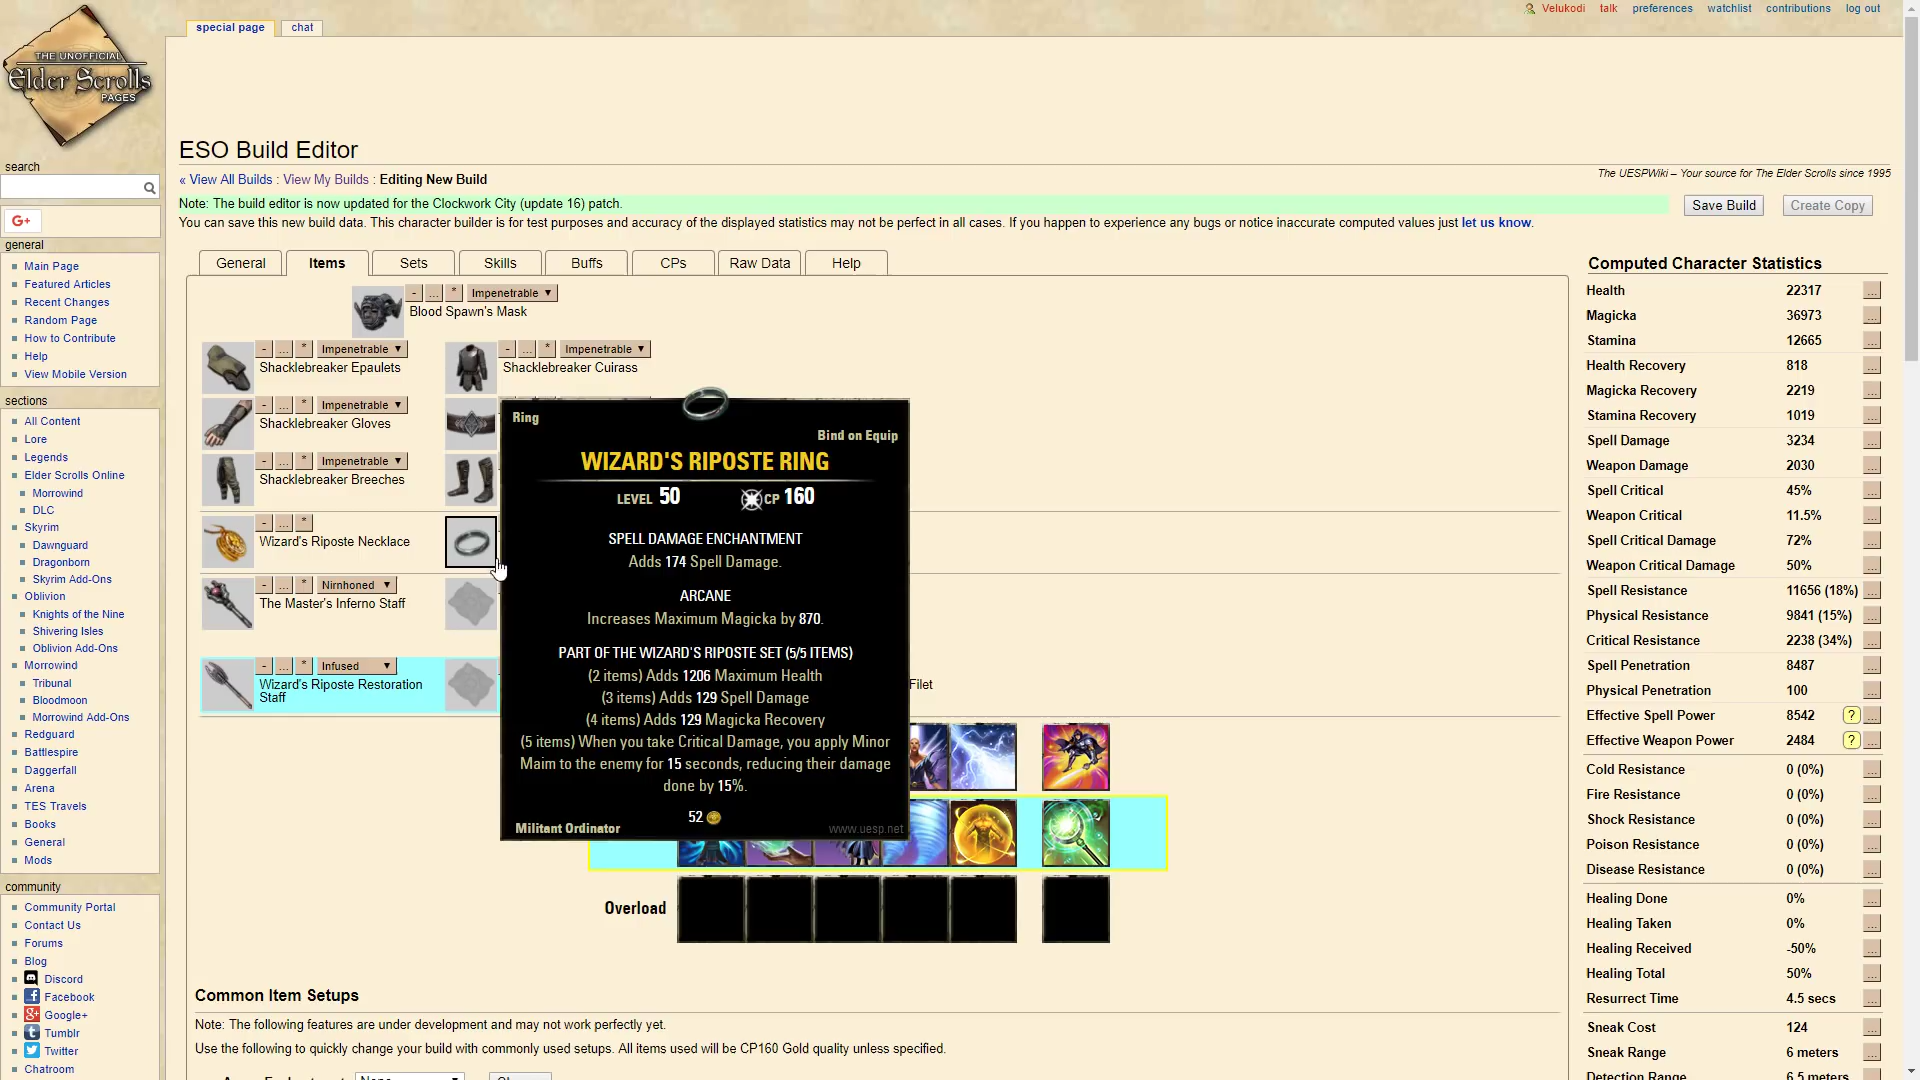 Velukodi talk preferences watchlist contributions log out
special page chat
THE UNOFFICIAL
Elder Scrolls
PAGES
search
G+
general
Main Page
Featured Articles
Recent Changes
Random Page
How to Contribute
Help
View Mobile Version
sections
All Content
Lore
Legends
Elder Scrolls Online
Morrowind
DLC
Skyrim
Dawnguard
Dragonborn
Skyrim Add-Ons
Oblivion
Knights of the Nine
Shivering Isles
Oblivion Add-Ons
Morrowind
Tribunal
Bloodmoon
Morrowind Add-Ons
Redguard
Battlespire
Daggerfall
Arena
TES Travels
Books
General
Mods
community
Community Portal
Contact Us
Forums
Blog
Discord
Facebook
Google+
Tumblr
Twitter
Chatroom
ESO Build Editor
The UESPWiki – Your source for The Elder Scrolls since 1995
« View All Builds : View My Builds : Editing New Build
Note: The build editor is now updated for the Clockwork City (update 16) patch.
Save Build Create Copy
You can save this new build data. This character builder is for test purposes and accuracy of the displayed statistics may not be perfect in all cases. If you happen to experience any bugs or notice inaccurate computed values just let us know.
General Items Sets Skills Buffs CPs Raw Data Help
- ... * Impenetrable
Blood Spawn's Mask
- ... * Impenetrable - ... * Impenetrable
Shacklebreaker Epaulets Shacklebreaker Cuirass
- ... * Impenetrable
Shacklebreaker Gloves
- ... * Impenetrable
Shacklebreaker Breeches
- ... *
Wizard's Riposte Necklace
- ... * Nirnhoned
The Master's Inferno Staff
- ... * Infused
Wizard's Riposte Restoration
Staff
Filet
Ring
Bind on Equip
WIZARD'S RIPOSTE RING
LEVEL 50 CP 160
SPELL DAMAGE ENCHANTMENT
Adds 174 Spell Damage.
ARCANE
Increases Maximum Magicka by 870.
PART OF THE WIZARD'S RIPOSTE SET (5/5 ITEMS)
(2 items) Adds 1206 Maximum Health
(3 items) Adds 129 Spell Damage
(4 items) Adds 129 Magicka Recovery
(5 items) When you take Critical Damage, you apply Minor
Maim to the enemy for 15 seconds, reducing their damage
done by 15%.
52
Militant Ordinator www.uesp.net
Overload
Common Item Setups
Note: The following features are under development and may not work perfectly yet.
Use the following to quickly change your build with commonly used setups. All items used will be CP160 Gold quality unless specified.
Computed Character Statistics
Health 22317 ...
Magicka 36973 ...
Stamina 12665 ...
Health Recovery 818 ...
Magicka Recovery 2219 ...
Stamina Recovery 1019 ...
Spell Damage 3234 ...
Weapon Damage 2030 ...
Spell Critical 45% ...
Weapon Critical 11.5% ...
Spell Critical Damage 72% ...
Weapon Critical Damage 50% ...
Spell Resistance 11656 (18%) ...
Physical Resistance 9841 (15%) ...
Critical Resistance 2238 (34%) ...
Spell Penetration 8487 ...
Physical Penetration 100 ...
Effective Spell Power 8542 ? ...
Effective Weapon Power 2484 ? ...
Cold Resistance 0 (0%) ...
Fire Resistance 0 (0%) ...
Shock Resistance 0 (0%) ...
Poison Resistance 0 (0%) ...
Disease Resistance 0 (0%) ...
Healing Done 0% ...
Healing Taken 0% ...
Healing Received -50% ...
Healing Total 50% ...
Resurrect Time 4.5 secs ...
Sneak Cost 124 ...
Sneak Range 6 meters ...
Detection Range 6.5 meters